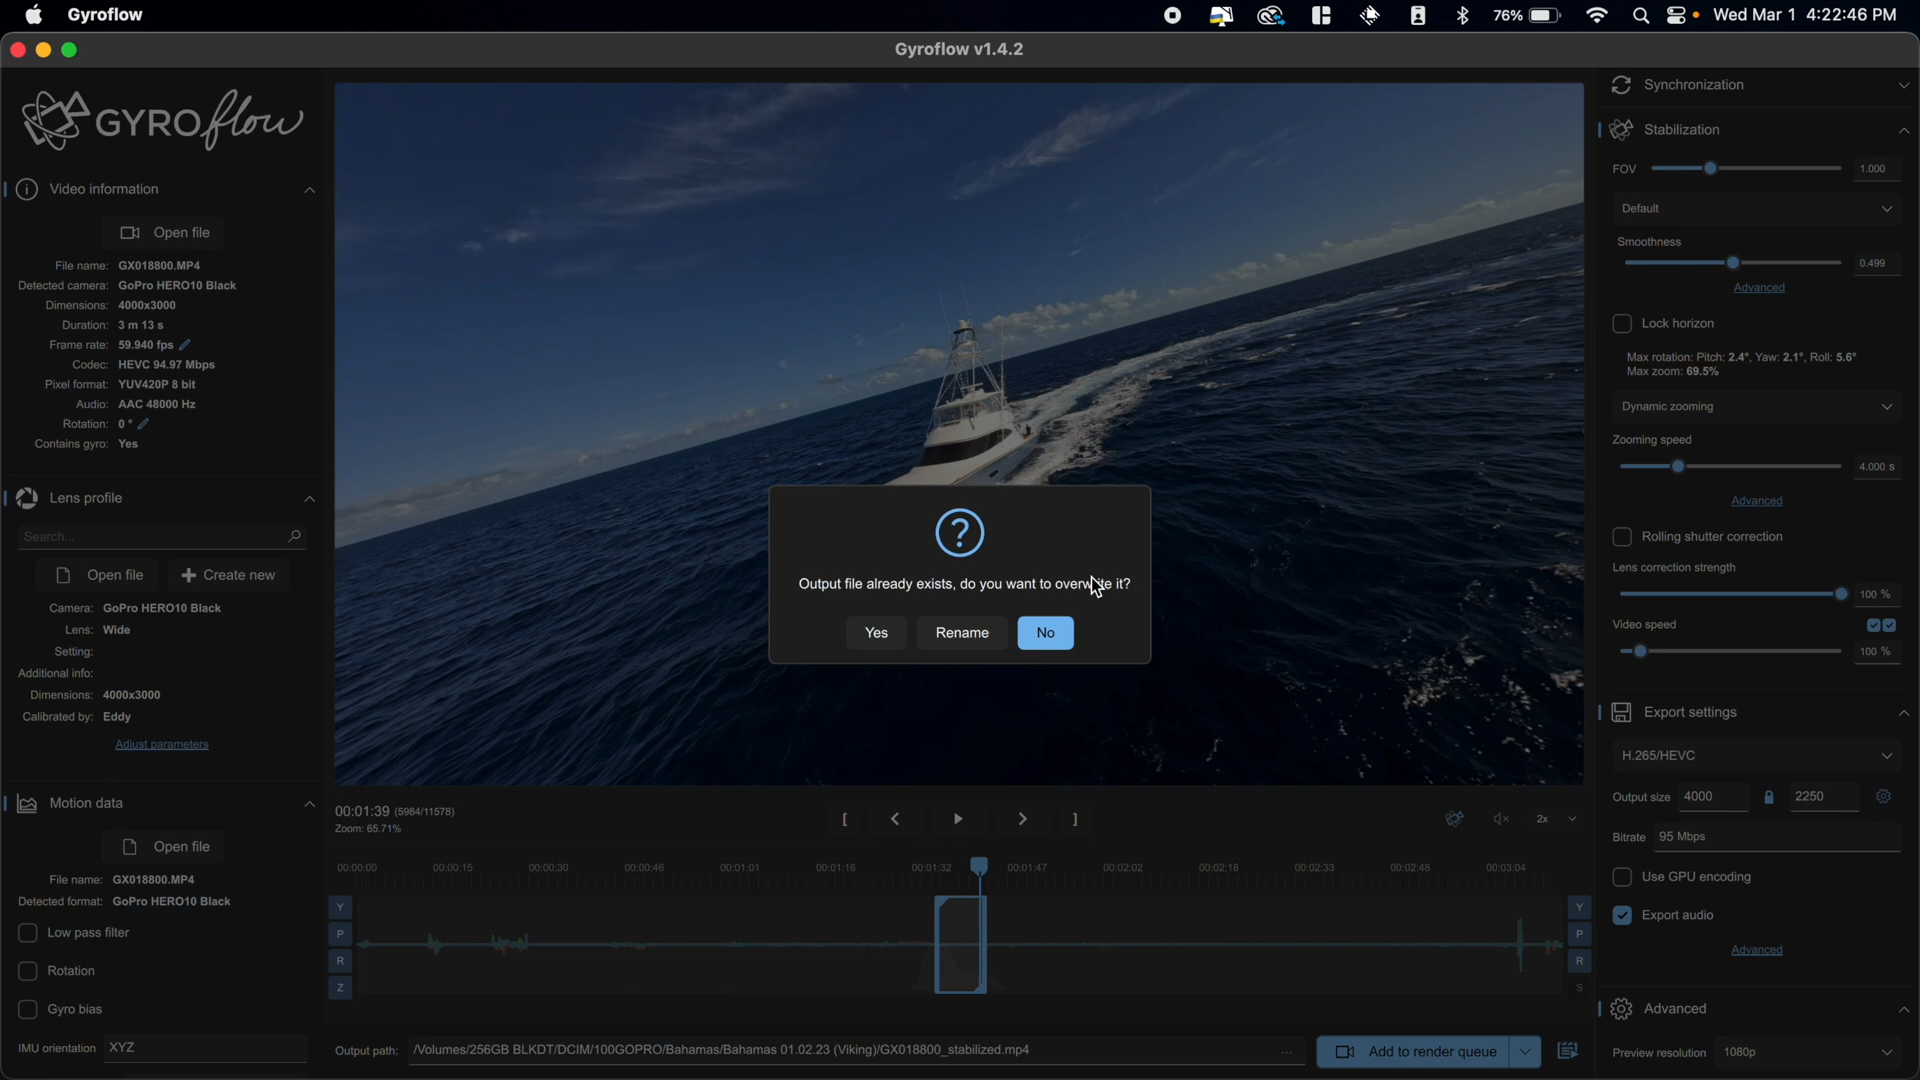 Gyroflow
76%
Wed Mar 1 4:22:46 PM
Gyroflow v1.4.2
GYROflow
Video information
Open file
File name: GX018800.MP4
Detected camera: GoPro HERO10 Black
Dimensions: 4000x3000
Duration: 3 m 13 s
Frame rate: 59.940 fps
Codec: HEVC 94.97 Mbps
Pixel format: YUV420P 8 bit
Audio: AAC 48000 Hz
Rotation: 0 °
Contains gyro: Yes
Lens profile
Search...
Open file
Create new
Camera: GoPro HERO10 Black
Lens: Wide
Setting:
Additional info:
Dimensions: 4000x3000
Calibrated by: Eddy
Adjust parameters
Motion data
Open file
File name: GX018800.MP4
Detected format: GoPro HERO10 Black
Low pass filter
Rotation
Gyro bias
IMU orientation XYZ
?
Output file already exists, do you want to overwrite it?
Yes
Rename
No
00:01:39 (5984/11578)
Zoom: 65.71%
[
]
2x
00:00:00 00:00:15 00:00:30 00:00:46 00:01:01 00:01:16 00:01:32 00:01:47 00:02:02 00:02:18 00:02:33 00:02:48 00:03:04
Y
P
R
Z
Y
P
R
S
Output path: /Volumes/256GB BLKDT/DCIM/100GOPRO/Bahamas/Bahamas 01.02.23 (Viking)/GX018800_stabilized.mp4 ...
Add to render queue
Synchronization
Stabilization
FOV 1.000
Default
Smoothness
0.499
Advanced
Lock horizon
Max rotation: Pitch: 2.4°, Yaw: 2.1°, Roll: 5.6°
Max zoom: 69.5%
Dynamic zooming
Zooming speed
4.000 s
Advanced
Rolling shutter correction
Lens correction strength
100 %
Video speed
100 %
Export settings
H.265/HEVC
Output size 4000 2250
Bitrate 95 Mbps
Use GPU encoding
Export audio
Advanced
Advanced
Preview resolution 1080p